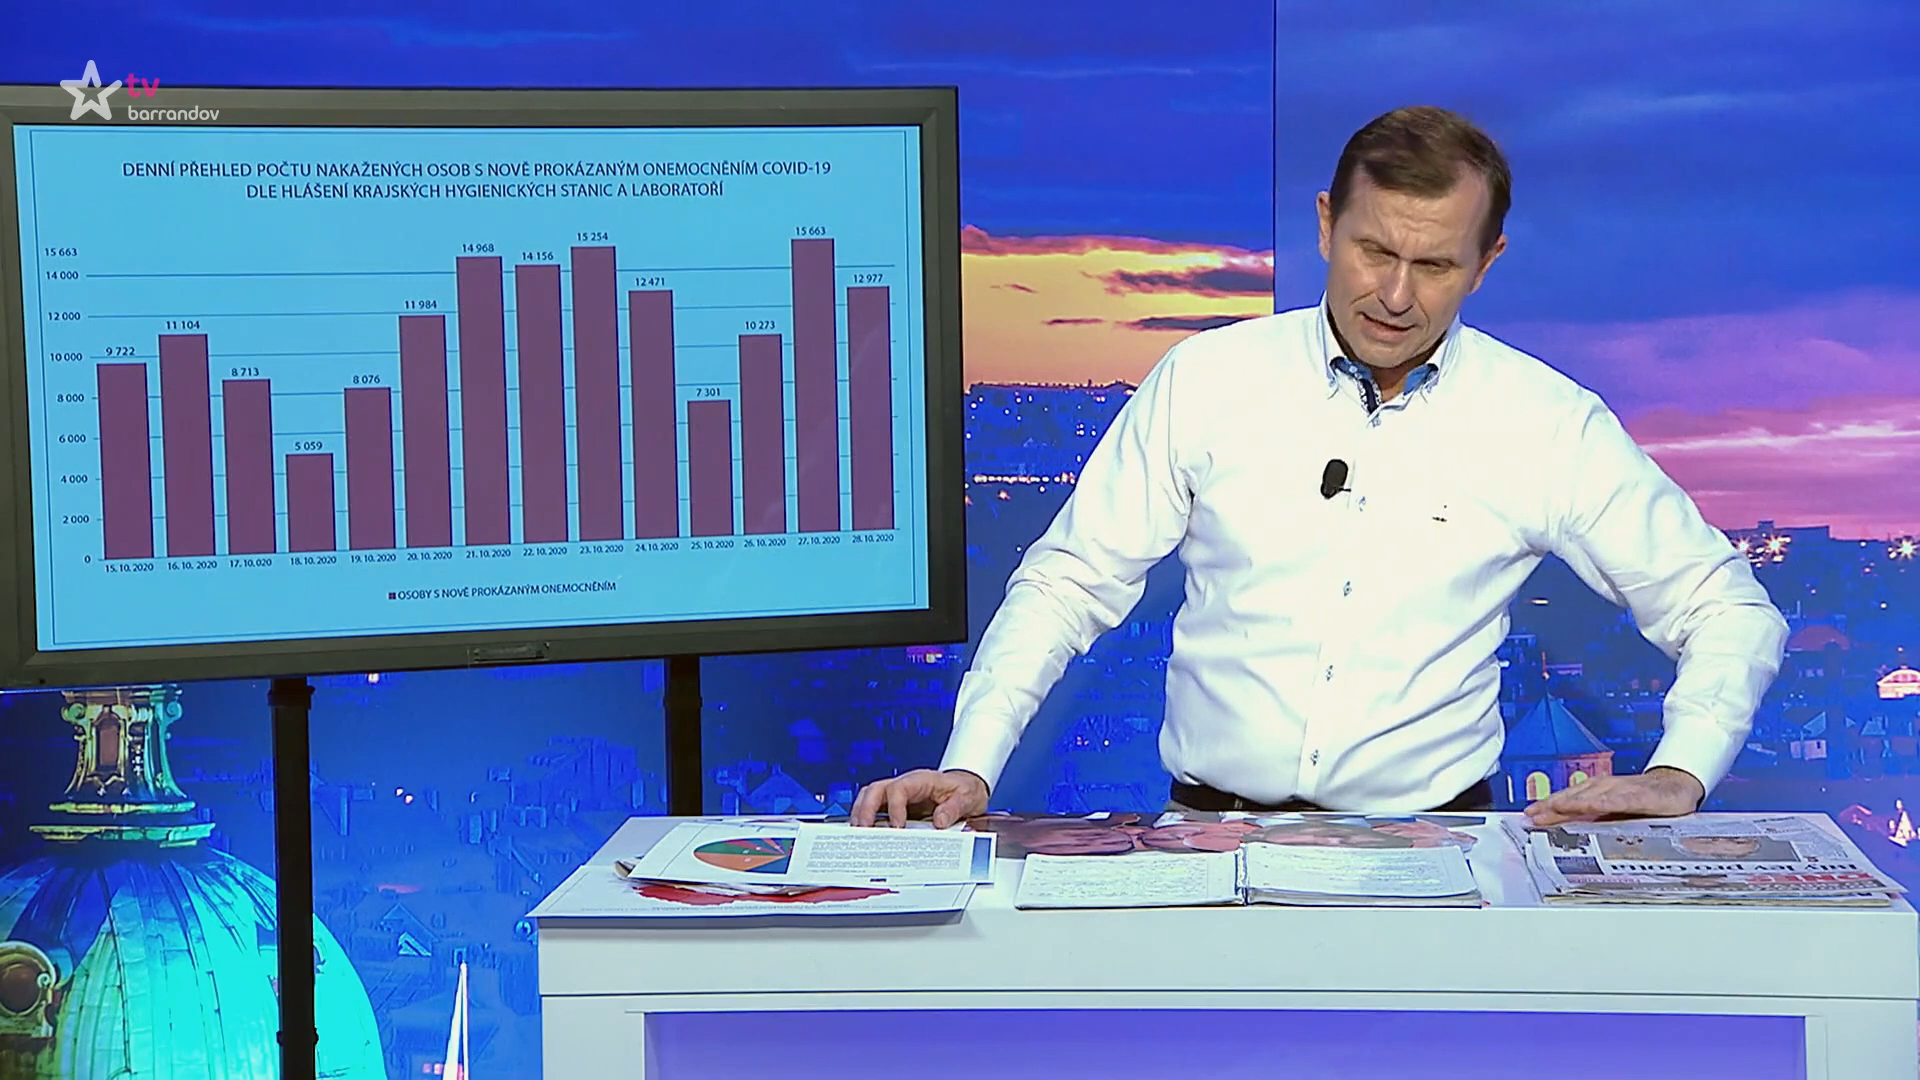 tv
barrandov
DENNÍ PŘEHLED POČTU NAKAŽENÝCH OSOB S NOVĚ PROKÁZANÝM ONEMOCNĚNÍM COVID-19
DLE HLÁŠENÍ KRAJSKÝCH HYGIENICKÝCH STANIC A LABORATOŘÍ
15 663
14 000
12 000
10 000
8 000
6 000
4 000
2 000
0
9 722
11 104
8 713
5 059
8 076
11 984
14 968
14 156
15 254
12 471
7 301
10 273
15 663
12 977
15. 10. 2020
16. 10. 2020
17. 10. 020
18. 10. 2020
19. 10. 2020
20. 10. 2020
21. 10. 2020
22. 10. 2020
23. 10. 2020
24. 10. 2020
25. 10. 2020
26. 10. 2020
27. 10. 2020
28. 10. 2020
OSOBY S NOVĚ PROKÁZANÝM ONEMOCNĚNÍM